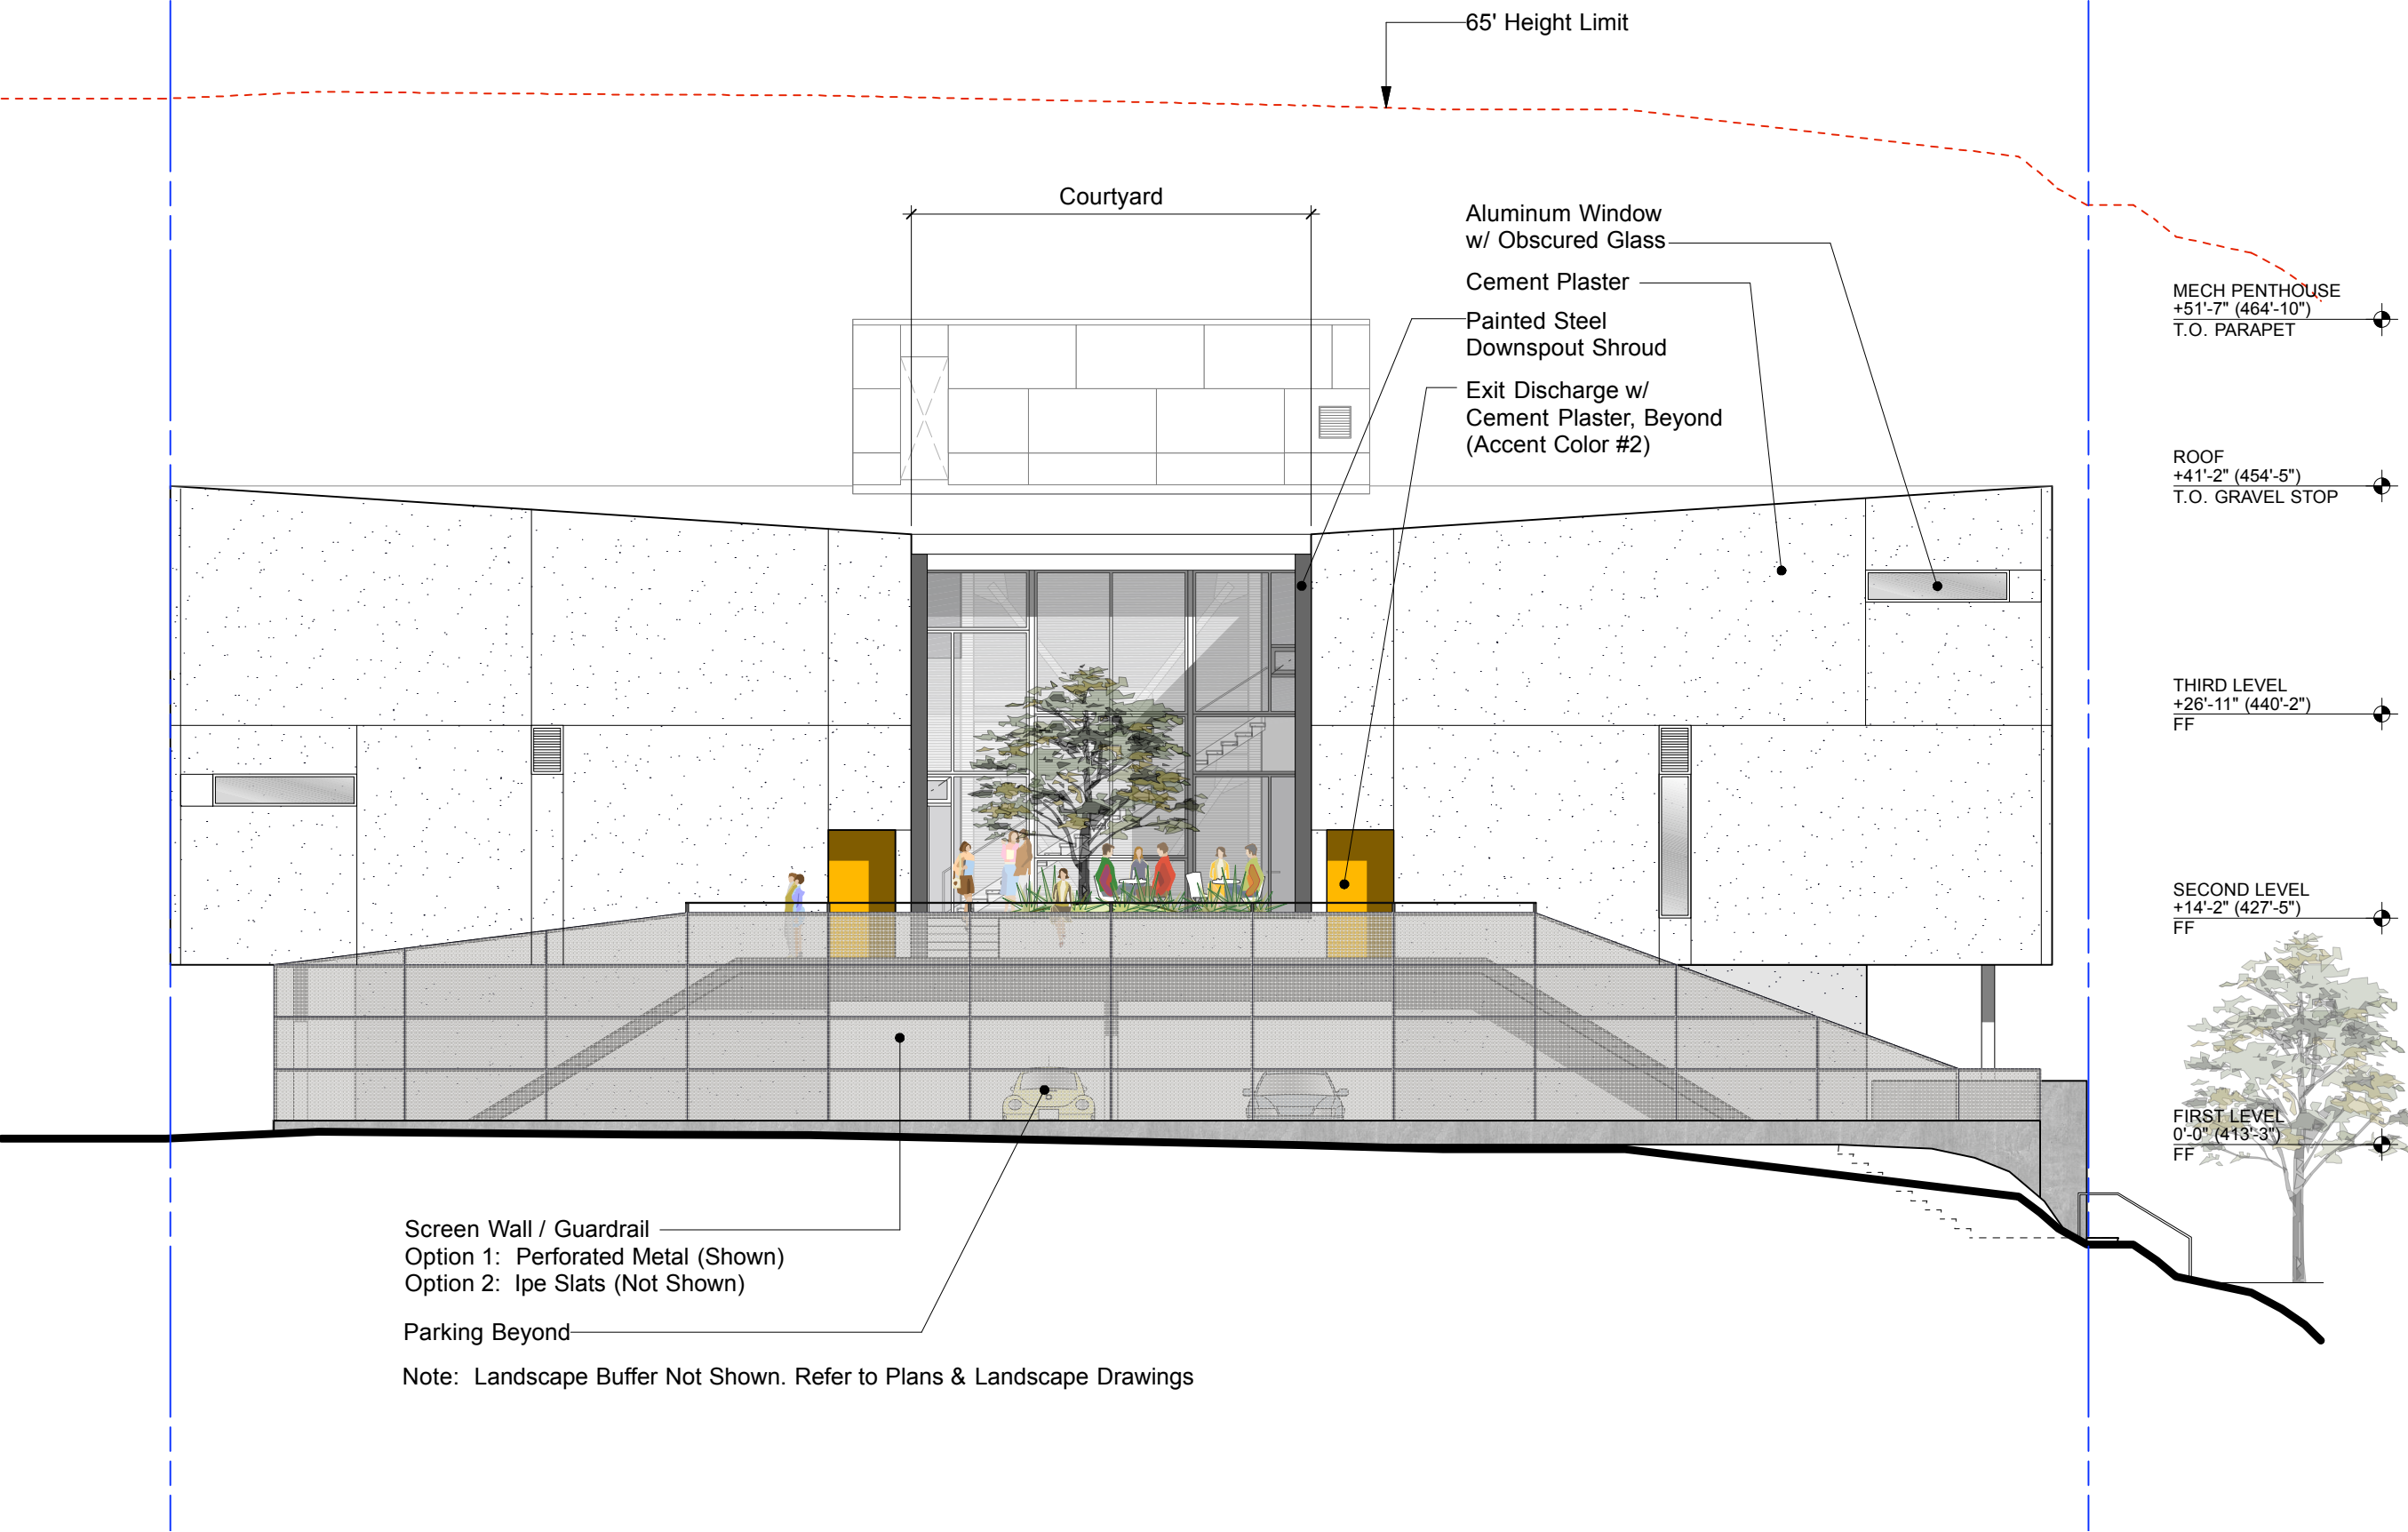 65' Height Limit
Courtyard
Aluminum Window
w/ Obscured Glass
Cement Plaster
Painted Steel
Downspout Shroud
Exit Discharge w/
Cement Plaster, Beyond
(Accent Color #2)
MECH PENTHOUSE
+51'-7" (464'-10")
T.O. PARAPET
ROOF
+41'-2" (454'-5")
T.O. GRAVEL STOP
THIRD LEVEL
+26'-11" (440'-2")
FF
SECOND LEVEL
+14'-2" (427'-5")
FF
FIRST LEVEL
0'-0" (413'-3")
FF
Screen Wall / Guardrail
Option 1: Perforated Metal (Shown)
Option 2: Ipe Slats (Not Shown)
Parking Beyond
Note: Landscape Buffer Not Shown. Refer to Plans & Landscape Drawings